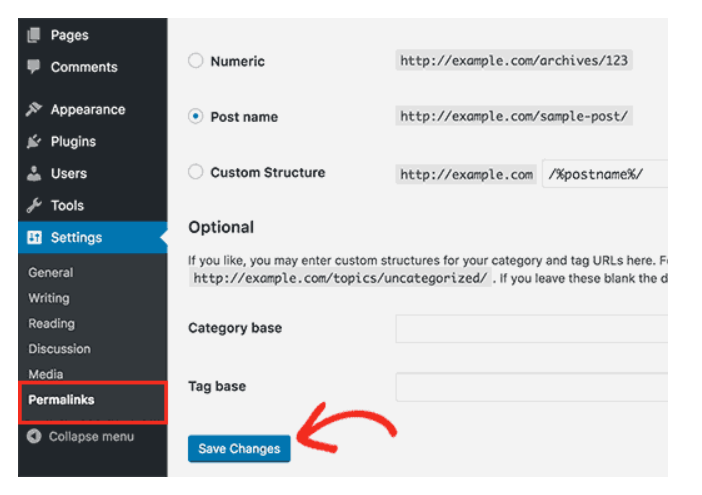 Pages
Comments
Appearance
Plugins
Users
Tools
Settings
General
Writing
Reading
Discussion
Media
Permalinks
Collapse menu
Numeric http://example.com/archives/123
Post name http://example.com/sample-post/
Custom Structure http://example.com /%postname%/
Optional
If you like, you may enter custom structures for your category and tag URLs here. F
http://example.com/topics/uncategorized/ . If you leave these blank the d
Category base
Tag base
Save Changes